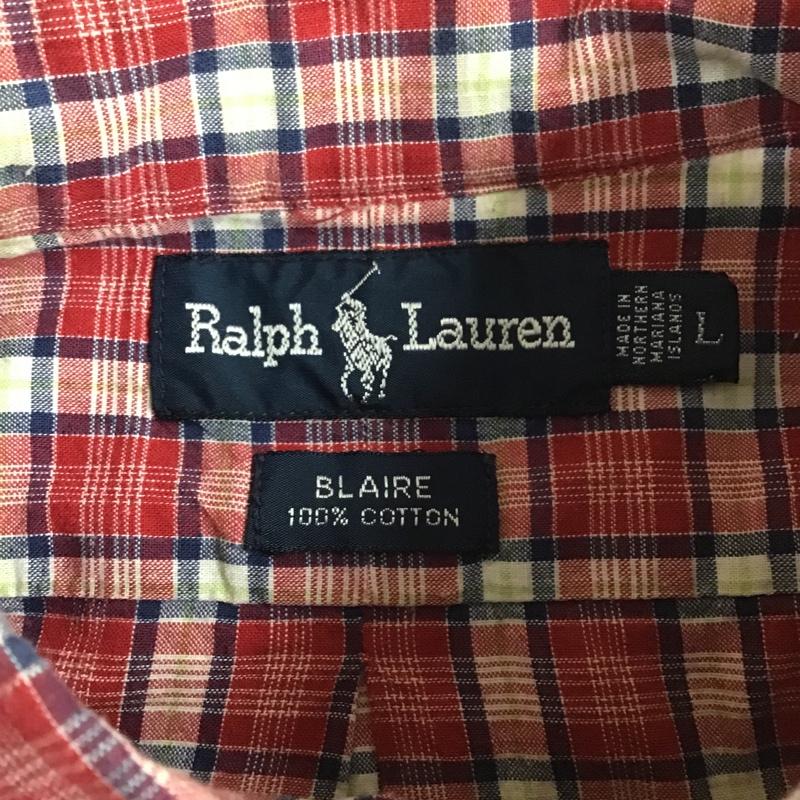 Ralph Lauren
MADE IN
NORTHERN
MARIANA
ISLANDS
L
BLAIRE
100% COTTON